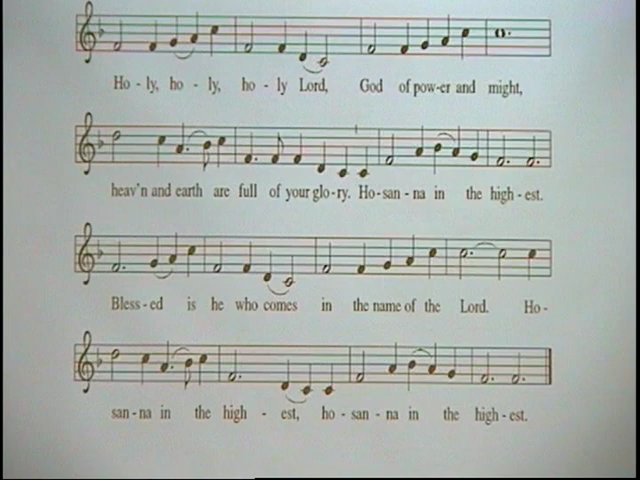 Ho - ly, ho - ly, ho - ly Lord, God of pow-er and might,
heav'n and earth are full of your glo-ry. Ho-san-na in the high-est.
Bless-ed is he who comes in the name of the Lord. Ho-
san-na in the high - est, ho-san-na in the high-est.